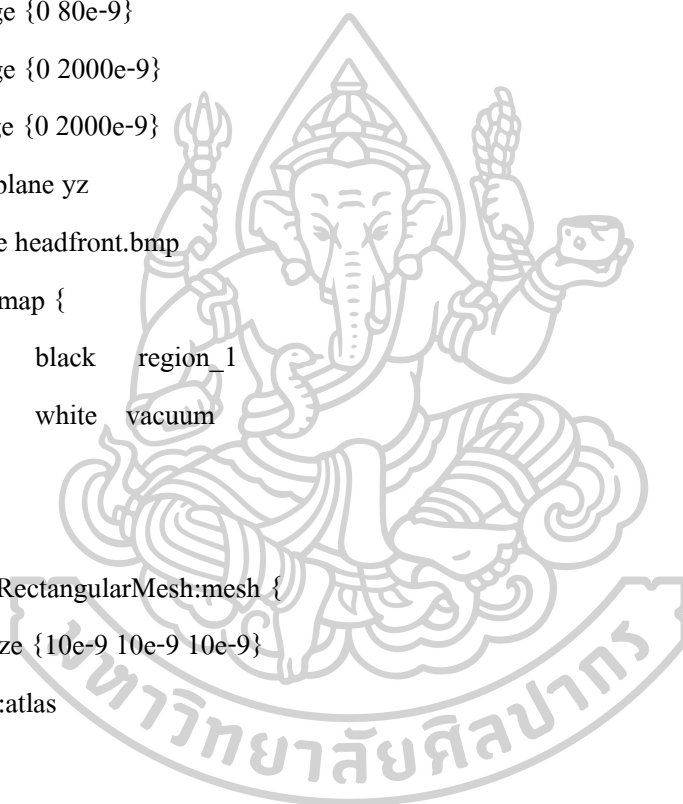 ge {0 80e-9}
ge {0 2000e-9}
ge {0 2000e-9}
plane yz
e headfront.bmp
map {
black region_1
white vacuum
RectangularMesh:mesh {
ze {10e-9 10e-9 10e-9}
:atlas
มหาวิทยาลัยศิลปากร